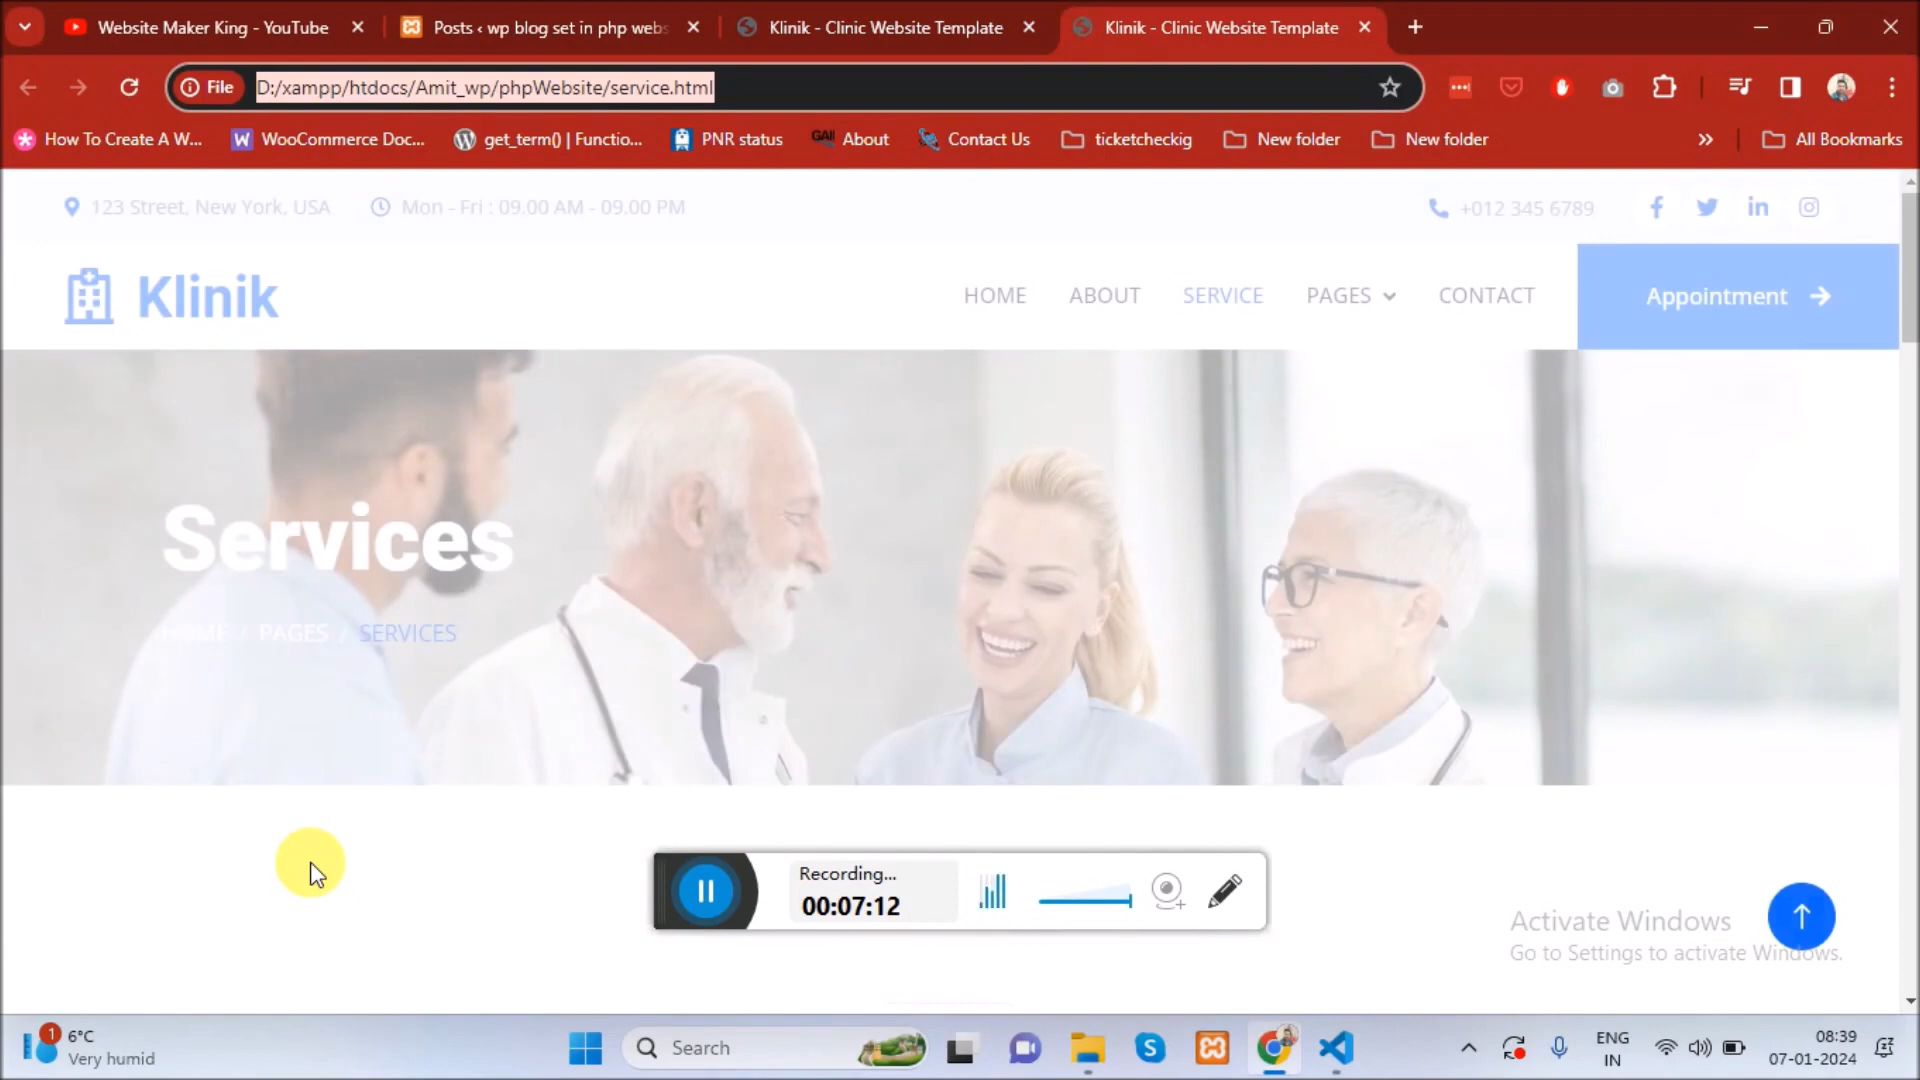 Website Maker King - YouTube
Posts ‹ wp blog set in php webs
Klinik - Clinic Website Template
Klinik - Clinic Website Template
File
D:/xampp/htdocs/Amit_wp/phpWebsite/service.html
How To Create A W...
WooCommerce Doc...
get_term() | Functio...
PNR status
About
Contact Us
ticketcheckig
New folder
New folder
All Bookmarks
123 Street, New York, USA
Mon - Fri : 09.00 AM - 09.00 PM
+012 345 6789
Klinik
HOME
ABOUT
SERVICE
PAGES
CONTACT
Appointment
Services
HOME / PAGES / SERVICES
Recording...
00:07:12
Activate Windows
Go to Settings to activate Windows.
1
6°C
Very humid
Search
ENG
IN
08:39
07-01-2024